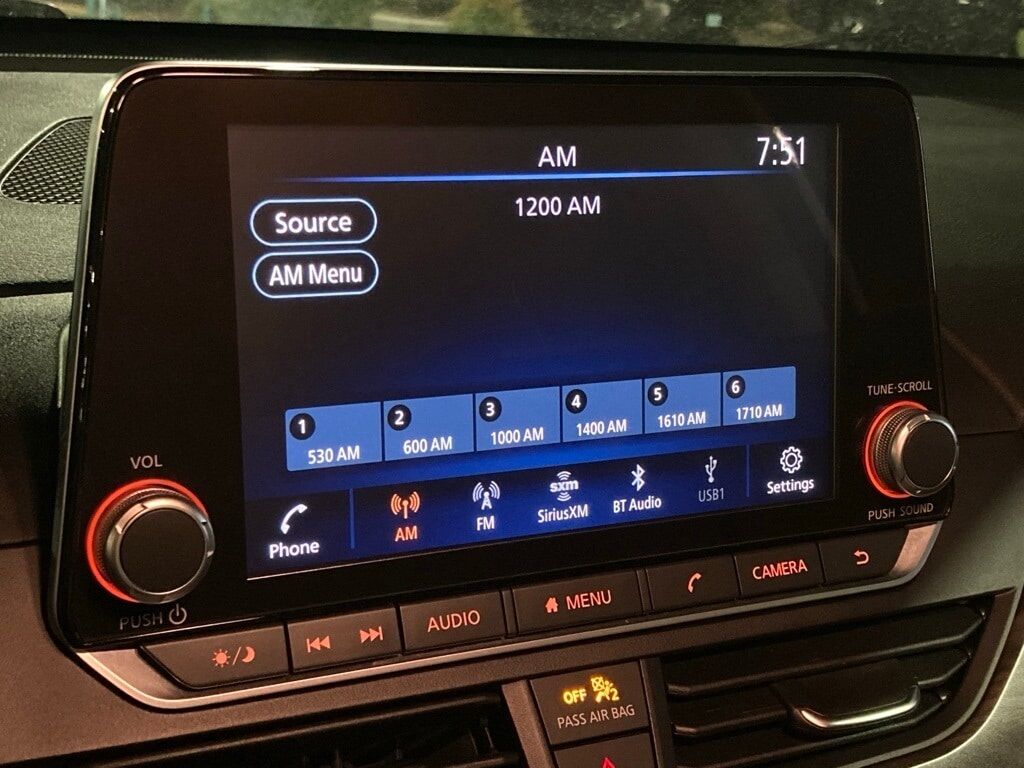 AM
7:51
1200 AM
Source
AM Menu
1 530 AM
2 600 AM
3 1000 AM
4 1400 AM
5 1610 AM
6 1710 AM
Phone
AM
FM
sxm
SiriusXM
BT Audio
USB1
Settings
VOL
PUSH
TUNE·SCROLL
PUSH SOUND
AUDIO
MENU
CAMERA
OFF 2
PASS AIR BAG